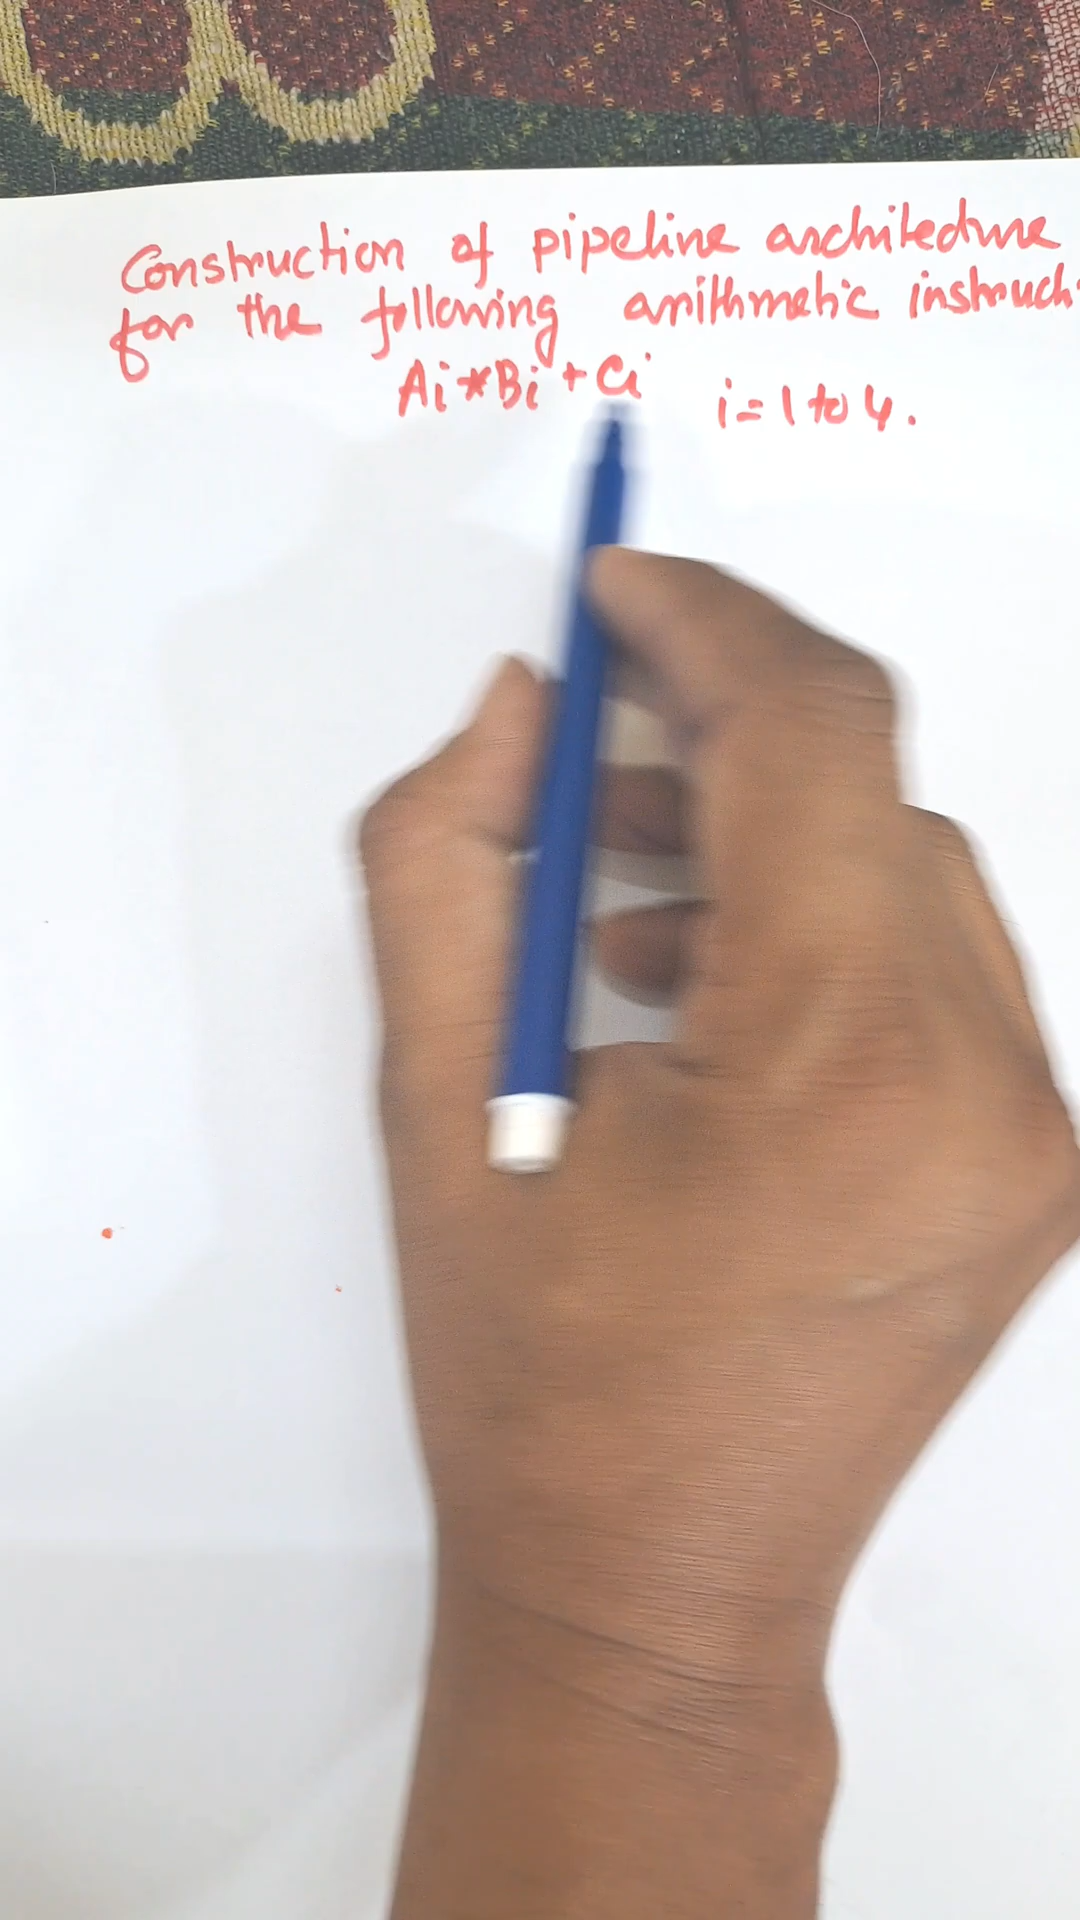 Construction of pipeline architecture
for the following arithmetic instruct
Ai*Bi + Ci i=1 to 4.